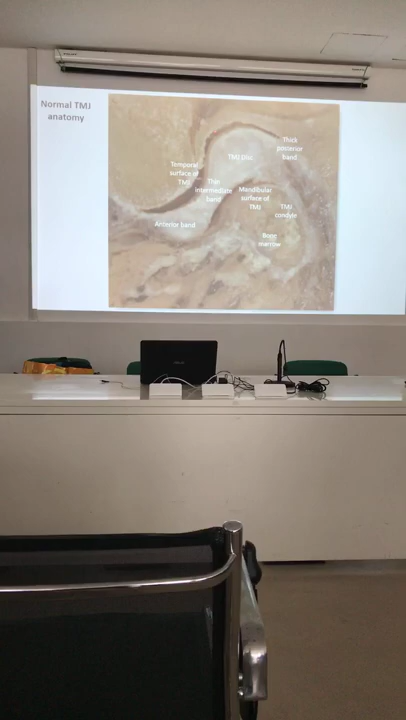 Normal TMJ
anatomy
Thick
posterior
band
TMJ Disc
Temporal
surface of
TMJ
Thin
intermediate
band
Mandibular
surface of
TMJ
TMJ
condyle
Anterior band
Bone
marrow